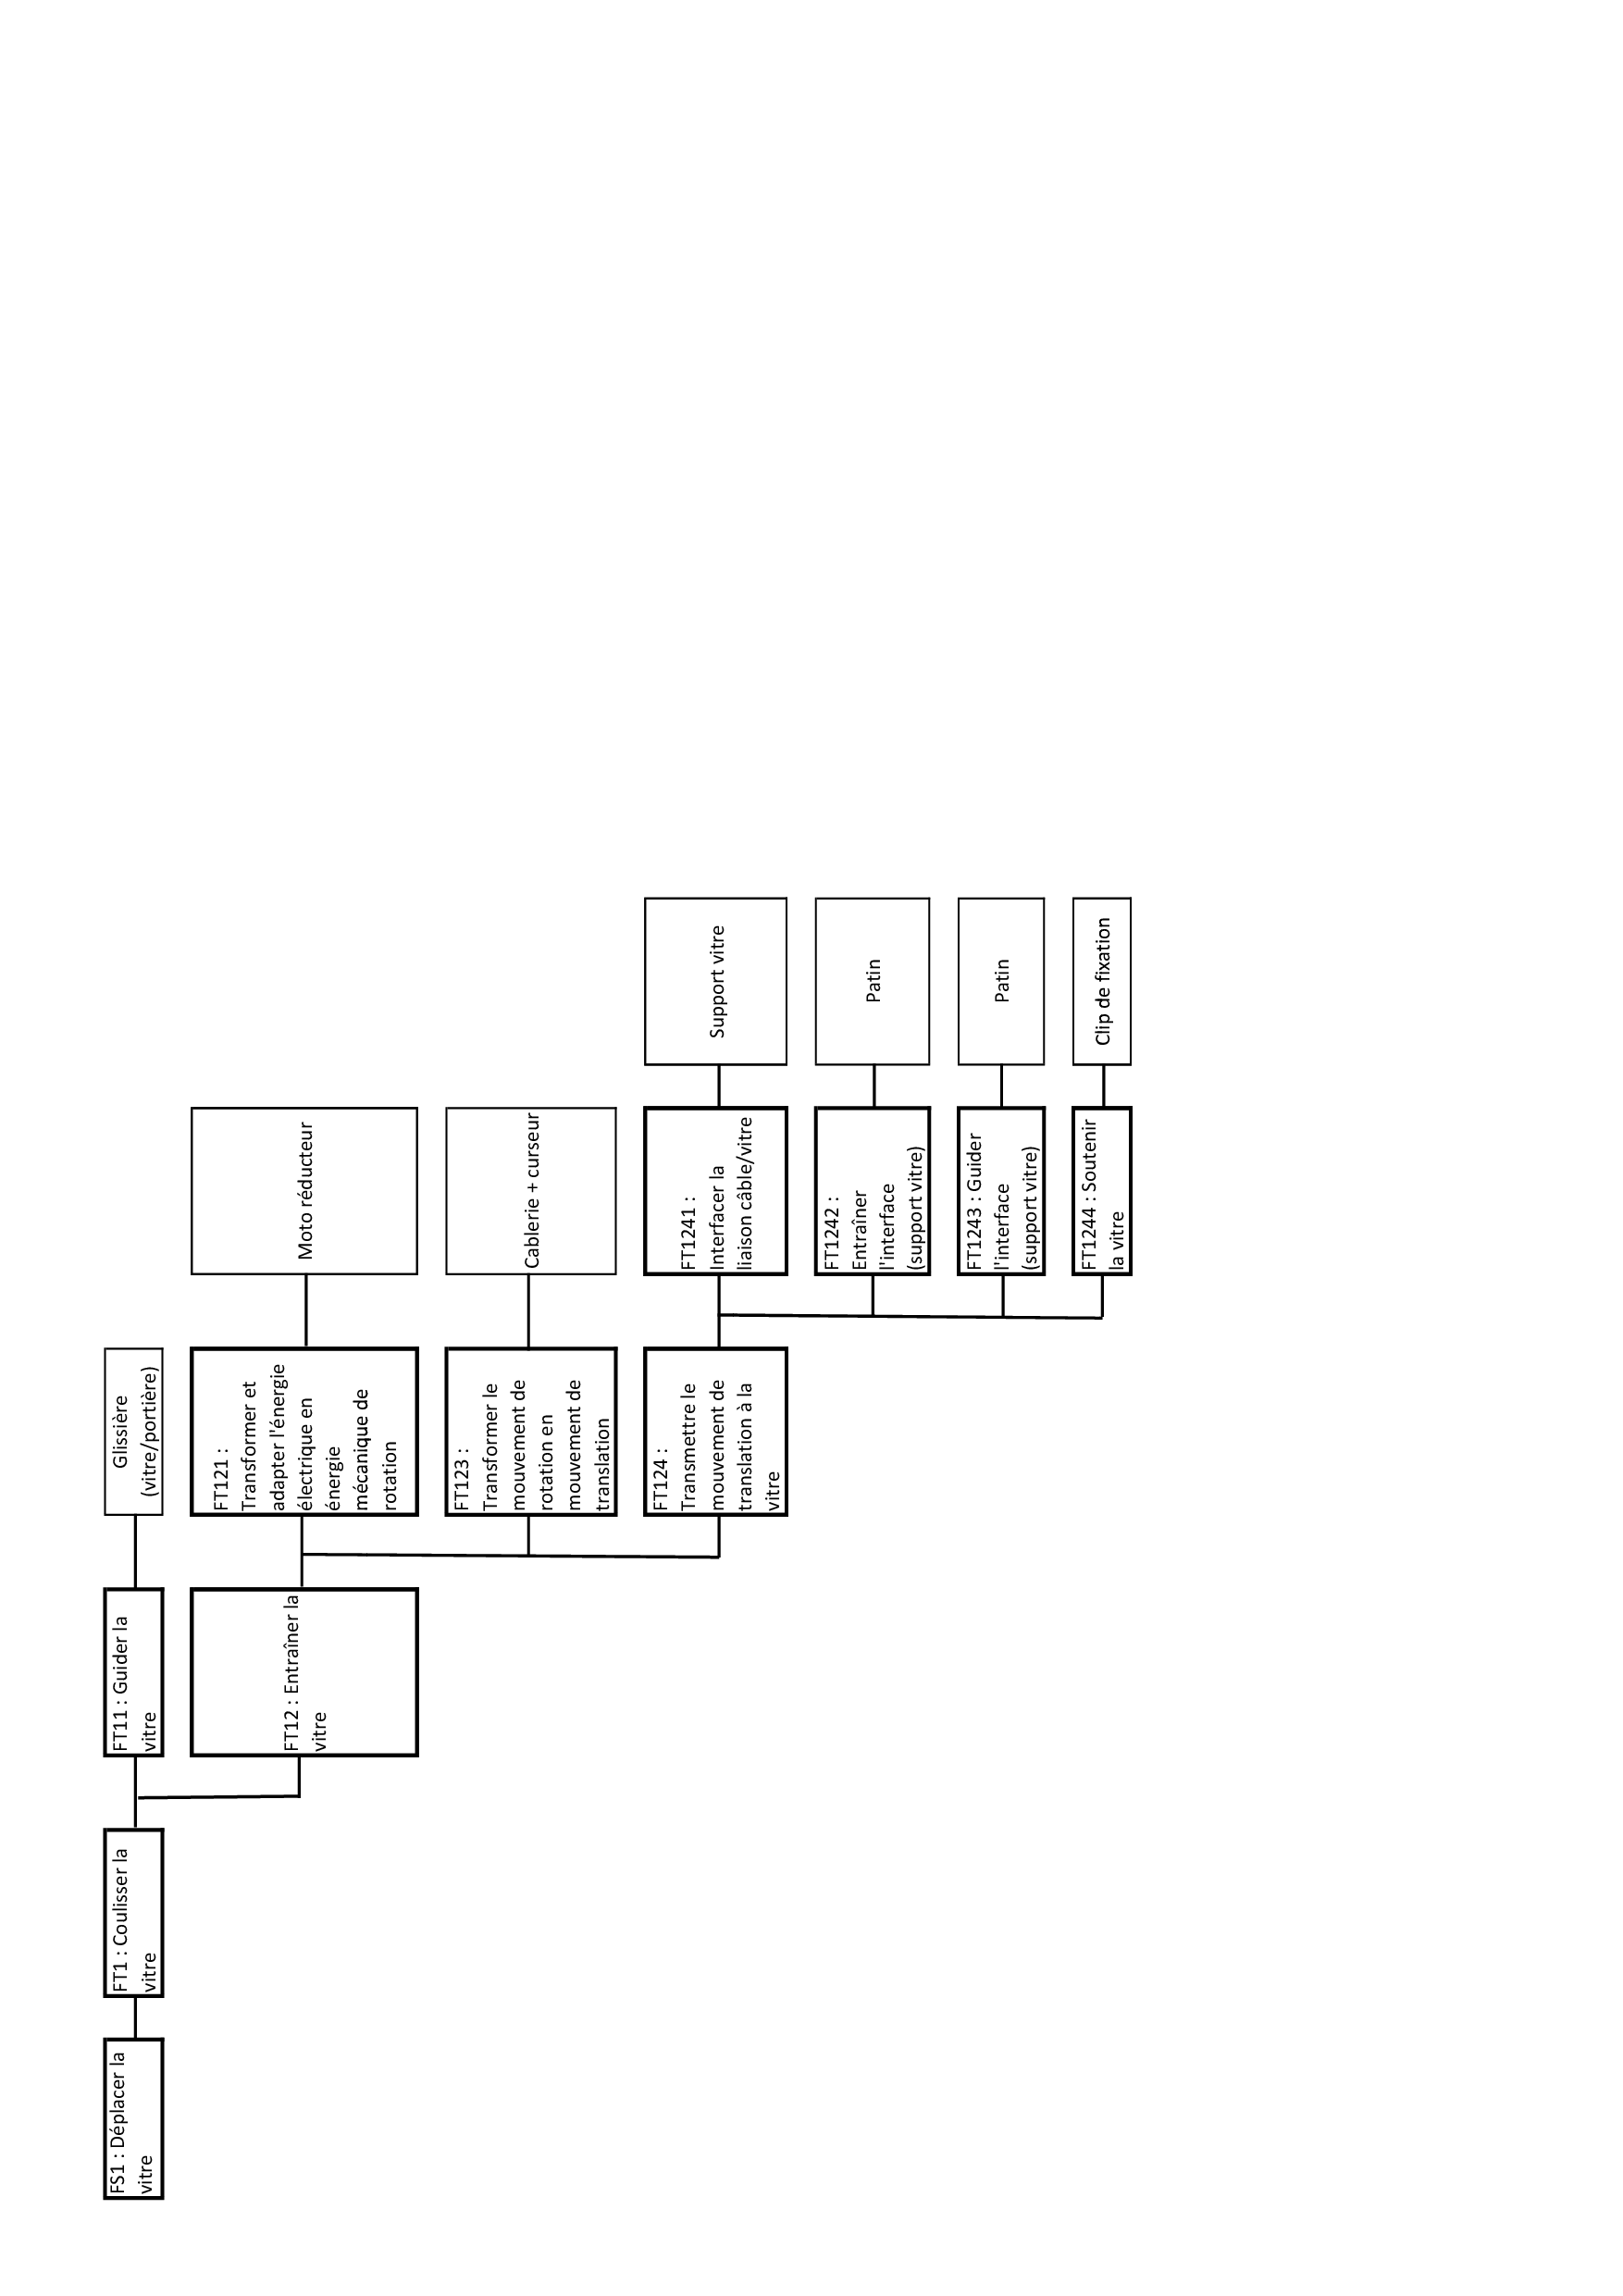 FS1 : Déplacer la
vitre
FT1 : Coulisser la
vitre
FT11 : Guider la
vitre
Glissière
(vitre/portière)
FT12 : Entraîner la
vitre
FT121 :
Transformer et
adapter l'énergie
électrique en
énergie
mécanique de
rotation
Moto réducteur
FT123 :
Transformer le
mouvement de
rotation en
mouvement de
translation
Cablerie + curseur
FT124 :
Transmettre le
mouvement de
translation à la
vitre
FT1241 :
Interfacer la
liaison câble/vitre
Support vitre
FT1242 :
Entraîner
l'interface
(support vitre)
Patin
FT1243 : Guider
l'interface
(support vitre)
Patin
FT1244 : Soutenir
la vitre
Clip de fixation